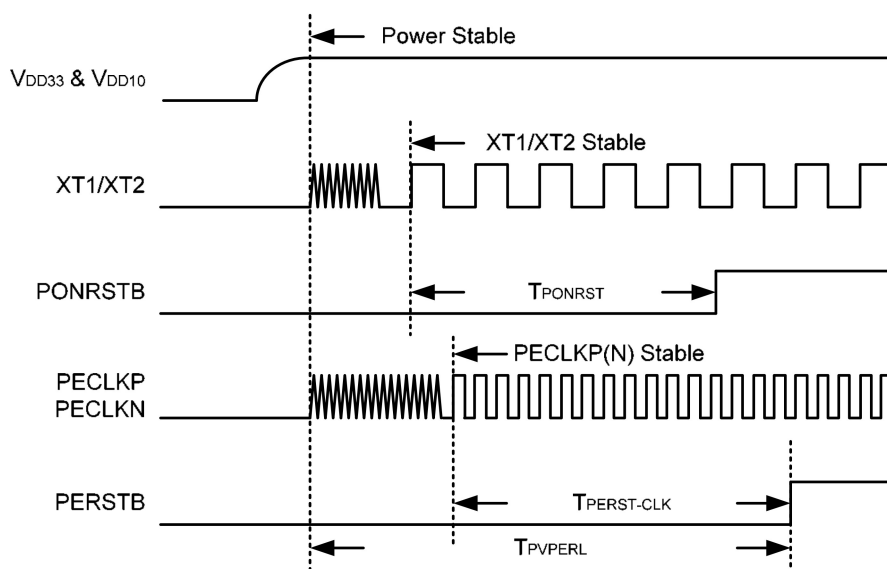 Power Stable
VDD33 & VDD10
XT1/XT2 Stable
XT1/XT2
PONRSTB
TPONRST
PECLKP(N) Stable
PECLKP
PECLKN
PERSTB
TPERST-CLK
TPVPERL